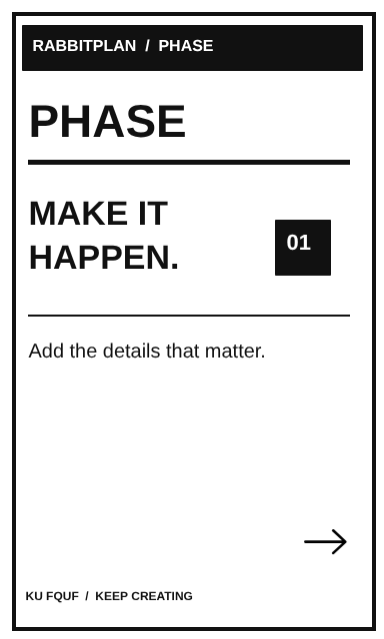 RABBITPLAN / PHASE
PHASE
MAKE IT
HAPPEN.
01
Add the details that matter.
KU FQUF / KEEP CREATING